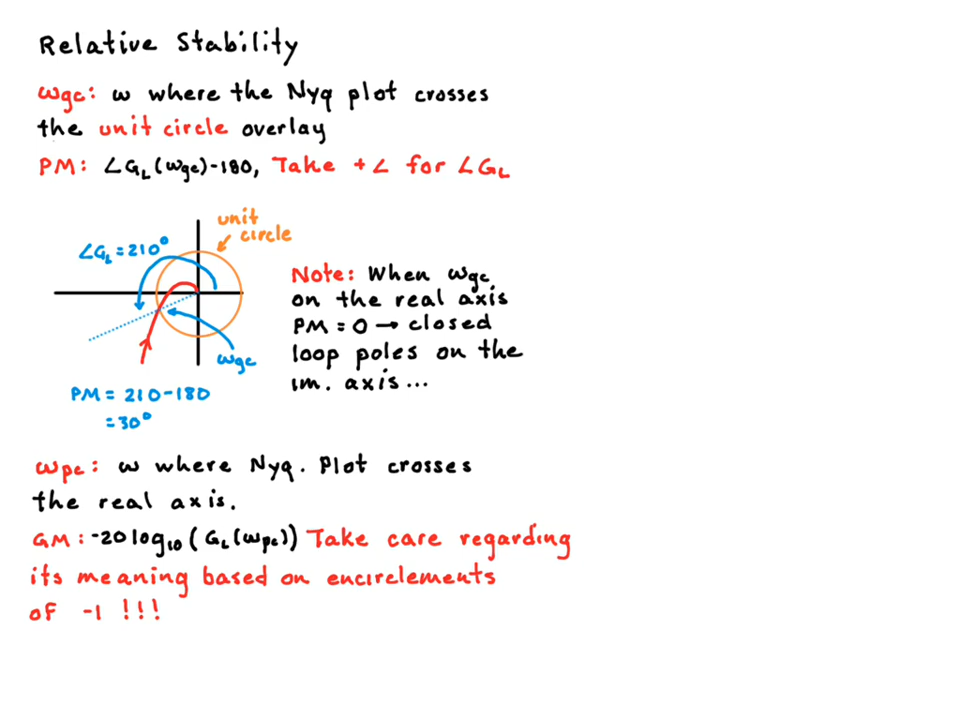 Relative Stability
ωgc: ω where the Nyq plot crosses
the unit circle overlay
PM: ∠GL(ωgc)-180, Take +∠ for ∠GL
unit
circle
∠GL=210°
Note: When ωgc
on the real axis
PM=0→closed
loop poles on the
im. axis...
ωgc
PM= 210-180
=30°
ωpc: ω where Nyq. Plot crosses
the real axis.
GM: -20log10(GL(ωpc)) Take care regarding
its meaning based on encirclements
of -1 !!!